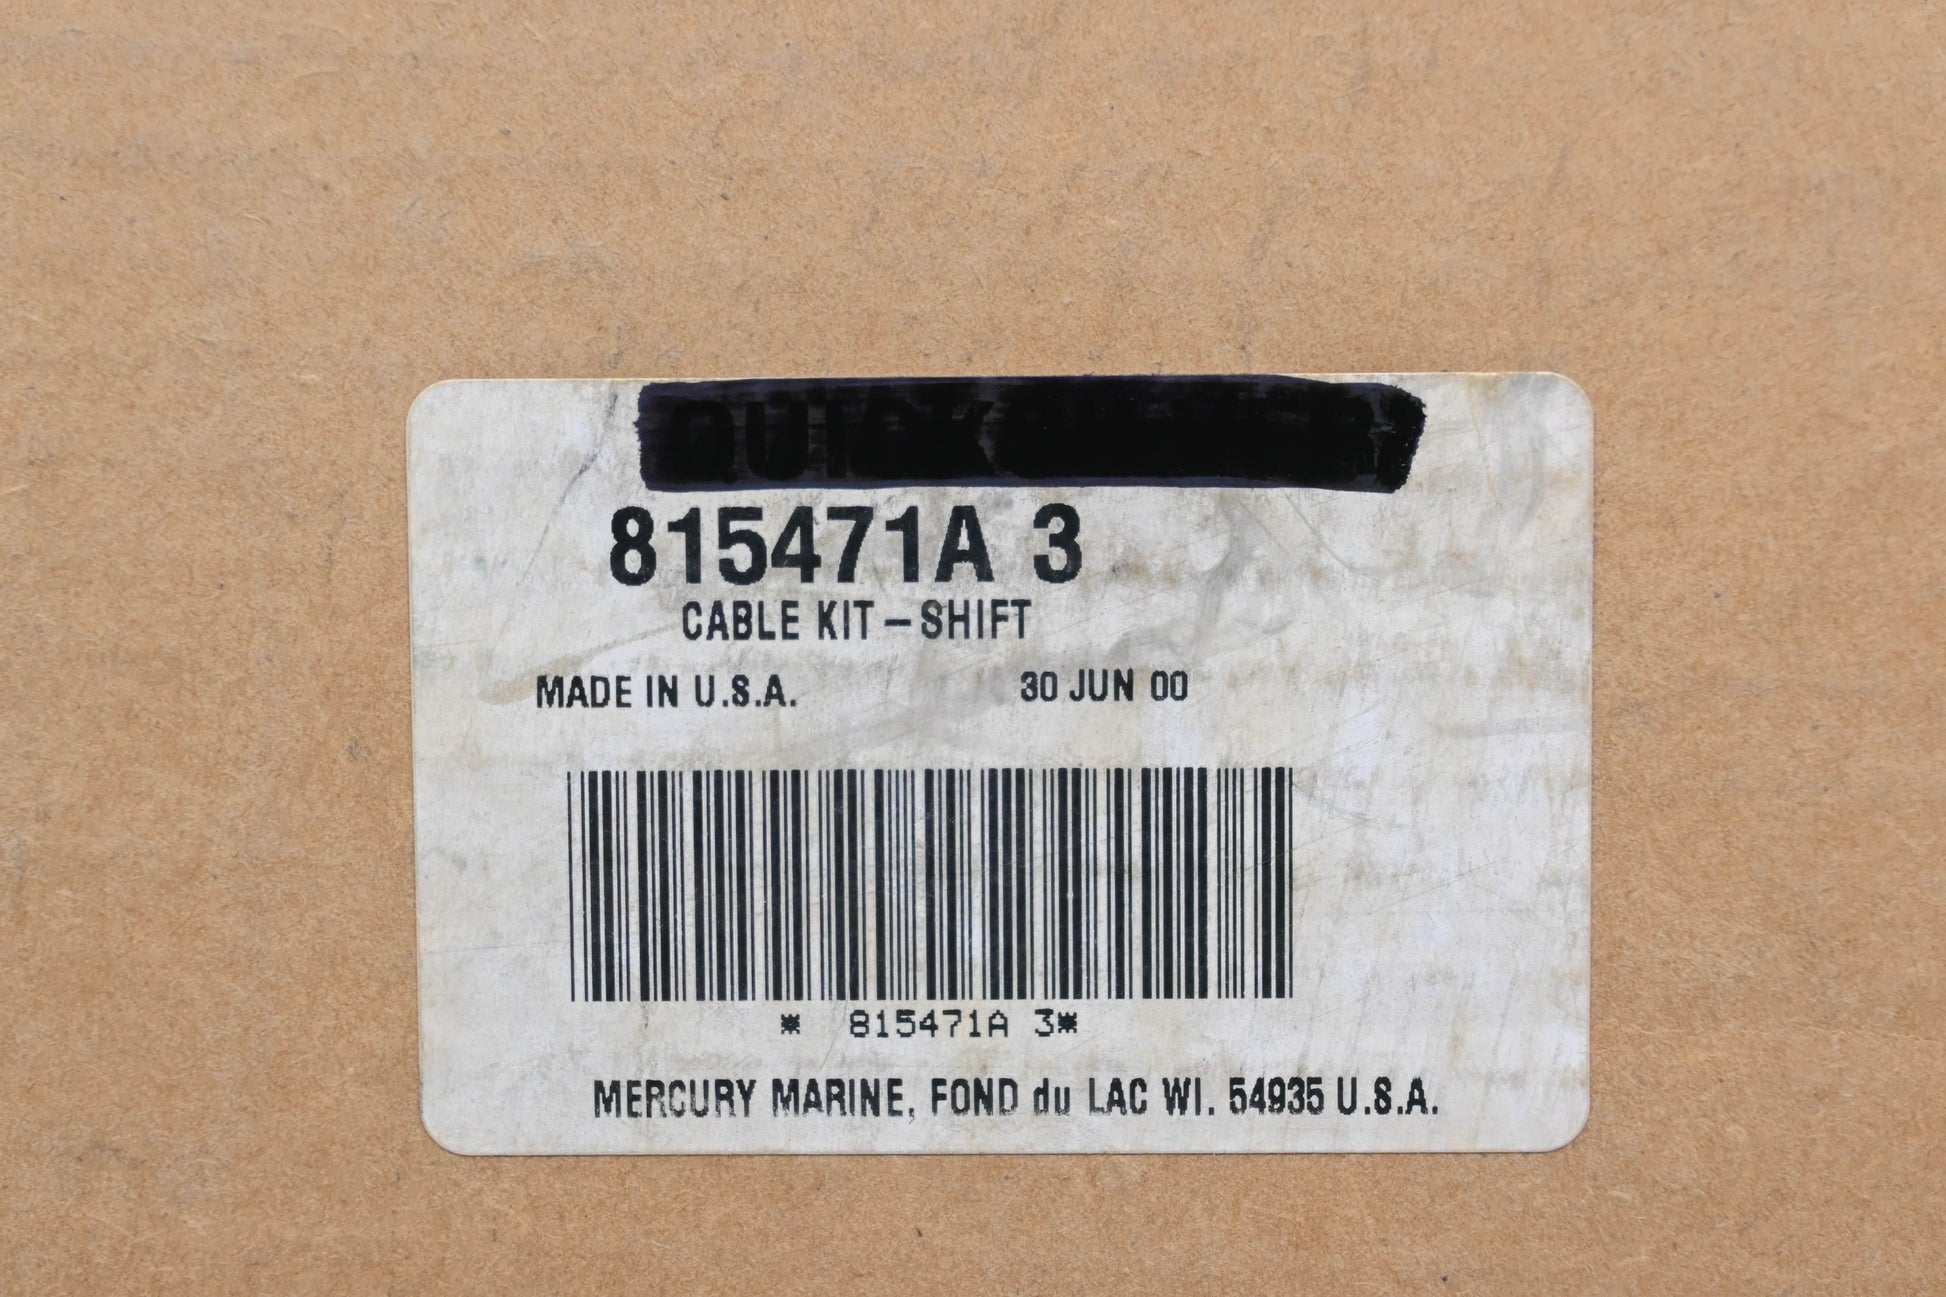 815471A 3
CABLE KIT – SHIFT
MADE IN U.S.A. 30 JUN 00
* 815471A 3*
MERCURY MARINE, FOND du LAC WI. 54935 U.S.A.